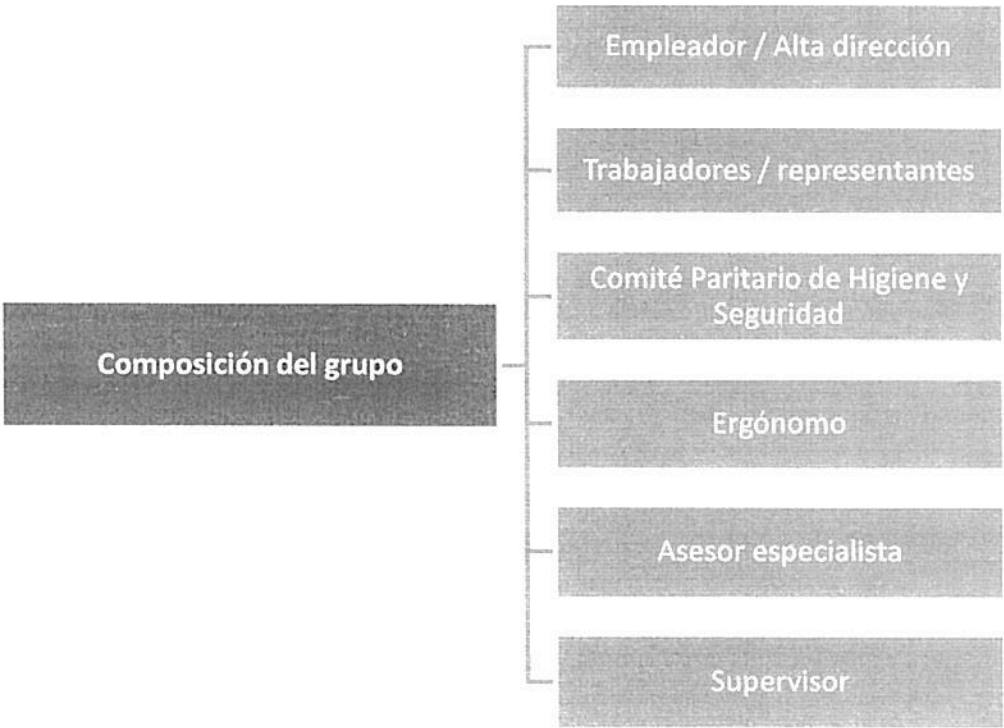 Composición del grupo
Empleador / Alta dirección
Trabajadores / representantes
Comité Paritario de Higiene y
Seguridad
Ergónomo
Asesor especialista
Supervisor